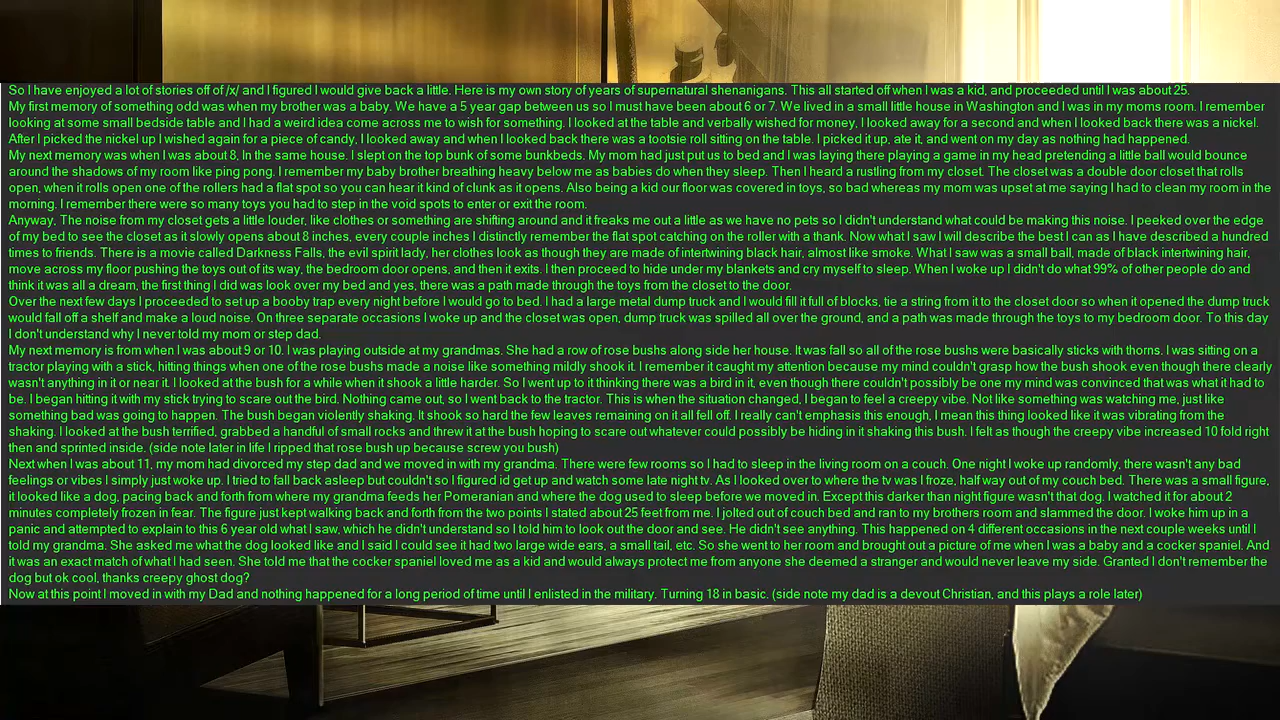 So I have enjoyed a lot of stories off of /x/ and I figured I would give back a little. Here is my own story of years of supernatural shenanigans. This all started off when I was a kid, and proceeded until I was about 25.
My first memory of something odd was when my brother was a baby. We have a 5 year gap between us so I must have been about 6 or 7. We lived in a small little house in Washington and I was in my moms room. I remember
looking at some small bedside table and I had a weird idea come across me to wish for something. I looked at the table and verbally wished for money, I looked away for a second and when I looked back there was a nickel.
After I picked the nickel up I wished again for a piece of candy, I looked away and when I looked back there was a tootsie roll sitting on the table. I picked it up, ate it, and went on my day as nothing had happened.
My next memory was when I was about 8, In the same house. I slept on the top bunk of some bunkbeds. My mom had just put us to bed and I was laying there playing a game in my head pretending a little ball would bounce
around the shadows of my room like ping pong. I remember my baby brother breathing heavy below me as babies do when they sleep. Then I heard a rustling from my closet. The closet was a double door closet that rolls
open, when it rolls open one of the rollers had a flat spot so you can hear it kind of clunk as it opens. Also being a kid our floor was covered in toys, so bad whereas my mom was upset at me saying I had to clean my room in the
morning. I remember there were so many toys you had to step in the void spots to enter or exit the room.
Anyway, The noise from my closet gets a little louder, like clothes or something are shifting around and it freaks me out a little as we have no pets so I didn't understand what could be making this noise. I peeked over the edge
of my bed to see the closet as it slowly opens about 8 inches, every couple inches I distinctly remember the flat spot catching on the roller with a thank. Now what I saw I will describe the best I can as I have described a hundred
times to friends. There is a movie called Darkness Falls, the evil spirit lady, her clothes look as though they are made of intertwining black hair, almost like smoke. What I saw was a small ball, made of black intertwining hair,
move across my floor pushing the toys out of its way, the bedroom door opens, and then it exits. I then proceed to hide under my blankets and cry myself to sleep. When I woke up I didn't do what 99% of other people do and
think it was all a dream, the first thing I did was look over my bed and yes, there was a path made through the toys from the closet to the door.
Over the next few days I proceeded to set up a booby trap every night before I would go to bed. I had a large metal dump truck and I would fill it full of blocks, tie a string from it to the closet door so when it opened the dump truck
would fall off a shelf and make a loud noise. On three separate occasions I woke up and the closet was open, dump truck was spilled all over the ground, and a path was made through the toys to my bedroom door. To this day
I don't understand why I never told my mom or step dad.
My next memory is from when I was about 9 or 10. I was playing outside at my grandmas. She had a row of rose bushs along side her house. It was fall so all of the rose bushs were basically sticks with thorns. I was sitting on a
tractor playing with a stick, hitting things when one of the rose bushs made a noise like something mildly shook it. I remember it caught my attention because my mind couldn't grasp how the bush shook even though there clearly
wasn't anything in it or near it. I looked at the bush for a while when it shook a little harder. So I went up to it thinking there was a bird in it, even though there couldn't possibly be one my mind was convinced that was what it had to
be. I began hitting it with my stick trying to scare out the bird. Nothing came out, so I went back to the tractor. This is when the situation changed, I began to feel a creepy vibe. Not like something was watching me, just like
something bad was going to happen. The bush began violently shaking. It shook so hard the few leaves remaining on it all fell off. I really can't emphasis this enough, I mean this thing looked like it was vibrating from the
shaking. I looked at the bush terrified, grabbed a handful of small rocks and threw it at the bush hoping to scare out whatever could possibly be hiding in it shaking this bush. I felt as though the creepy vibe increased 10 fold right
then and sprinted inside. (side note later in life I ripped that rose bush up because screw you bush)
Next when I was about 11, my mom had divorced my step dad and we moved in with my grandma. There were few rooms so I had to sleep in the living room on a couch. One night I woke up randomly, there wasn't any bad
feelings or vibes I simply just woke up. I tried to fall back asleep but couldn't so I figured id get up and watch some late night tv. As I looked over to where the tv was I froze, half way out of my couch bed. There was a small figure,
it looked like a dog, pacing back and forth from where my grandma feeds her Pomeranian and where the dog used to sleep before we moved in. Except this darker than night figure wasn't that dog. I watched it for about 2
minutes completely frozen in fear. The figure just kept walking back and forth from the two points I stated about 25 feet from me. I jolted out of couch bed and ran to my brothers room and slammed the door. I woke him up in a
panic and attempted to explain to this 6 year old what I saw, which he didn't understand so I told him to look out the door and see. He didn't see anything. This happened on 4 different occasions in the next couple weeks until I
told my grandma. She asked me what the dog looked like and I said I could see it had two large wide ears, a small tail, etc. So she went to her room and brought out a picture of me when I was a baby and a cocker spaniel. And
it was an exact match of what I had seen. She told me that the cocker spaniel loved me as a kid and would always protect me from anyone she deemed a stranger and would never leave my side. Granted I don't remember the
dog but ok cool, thanks creepy ghost dog?
Now at this point I moved in with my Dad and nothing happened for a long period of time until I enlisted in the military. Turning 18 in basic. (side note my dad is a devout Christian, and this plays a role later)